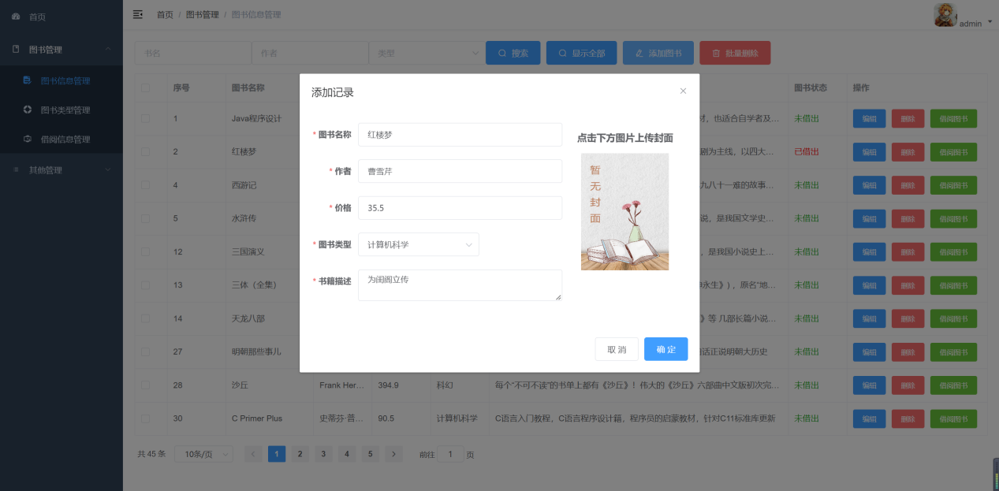 首页
首页 / 图书管理 / 图书信息管理
admin
图书管理
图书信息管理
图书类型管理
借阅信息管理
其他管理
书名 作者 类型 搜索 显示全部 添加图书 批量删除
序号 图书名称 图书状态 操作
1 Java程序设计 材，也适合自学者及... 未借出 编辑 删除 借阅图书
2 红楼梦 剧为主线，以四大... 已借出 编辑 删除 借阅图书
4 西游记 九八十一难的故事... 未借出 编辑 删除 借阅图书
5 水浒传 说，是我国文学史... 未借出 编辑 删除 借阅图书
12 三国演义 ，是我国小说史上... 未借出 编辑 删除 借阅图书
13 三体（全集） 永生》)，原名"地... 未借出 编辑 删除 借阅图书
14 天龙八部 》等 几部长篇小说... 未借出 编辑 删除 借阅图书
27 明朝那些事儿 话正说明朝大历史 未借出 编辑 删除 借阅图书
28 沙丘 Frank Her... 394.9 科幻 每个"不可不读"的书单上都有《沙丘》！伟大的《沙丘》六部曲中文版初次完... 未借出 编辑 删除 借阅图书
30 C Primer Plus 史蒂芬·普... 90.5 计算机科学 C语言入门教程，C语言程序设计籍，程序员的启蒙教材，针对C11标准库更新 未借出 编辑 删除 借阅图书
共 45 条 10条/页 1 2 3 4 5 前往 1 页
添加记录
* 图书名称 红楼梦
* 作者 曹雪芹
* 价格 35.5
* 图书类型 计算机科学
* 书籍描述 为闺阁立传
点击下方图片上传封面
暂
无
封
面
取 消 确 定